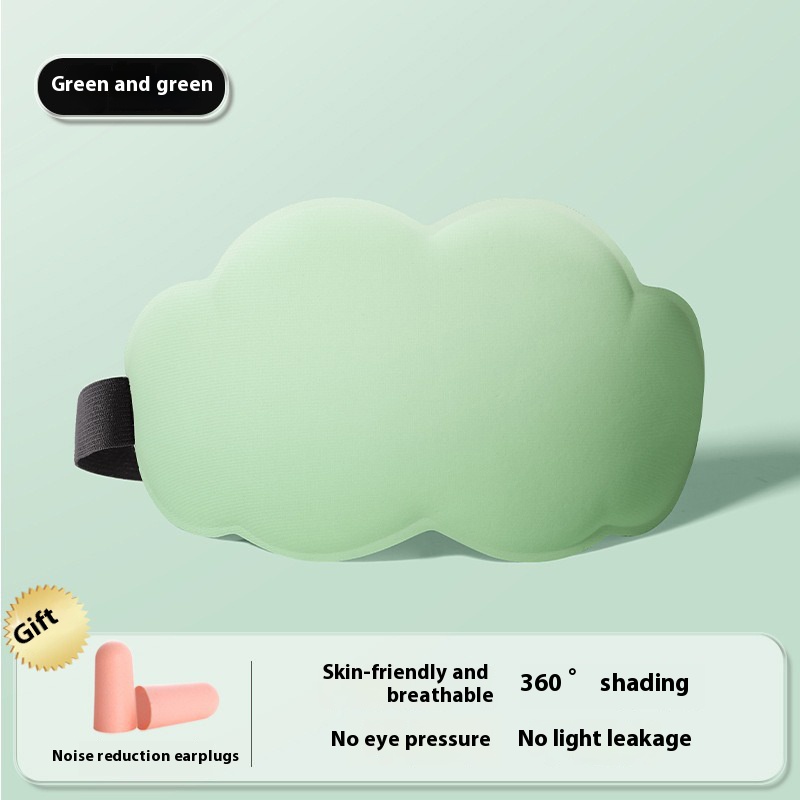 Green and green
Gift
Skin-friendly and
breathable
360° shading
No eye pressure
No light leakage
Noise reduction earplugs